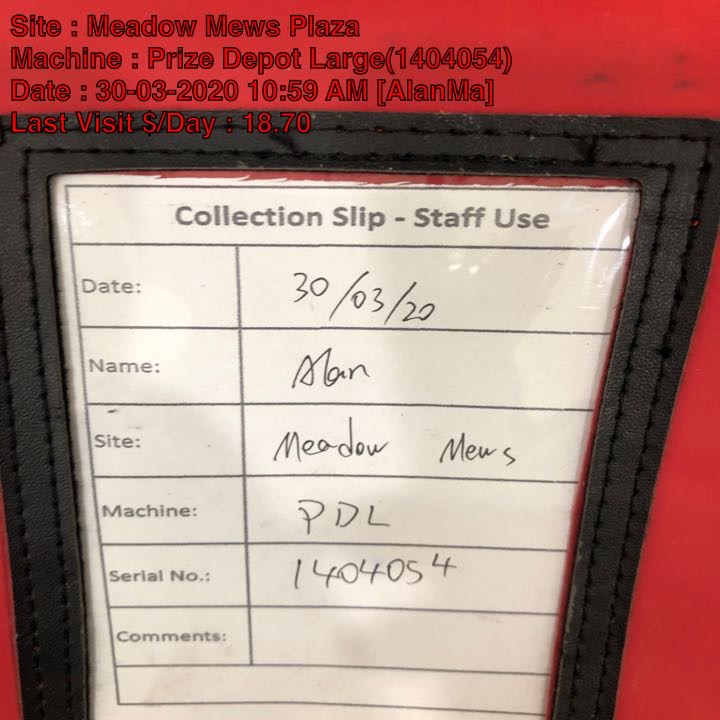 Site : Meadow Mews Plaza
Machine : Prize Depot Large(1404054)
Date : 30-03-2020 10:59 AM [AlanMa]
Last Visit $/Day : 18.70
Collection Slip - Staff Use
Date: 30/03/20
Name: Alan
Site: Meadow Mews
Machine: PDL
Serial No.: 1404054
Comments: